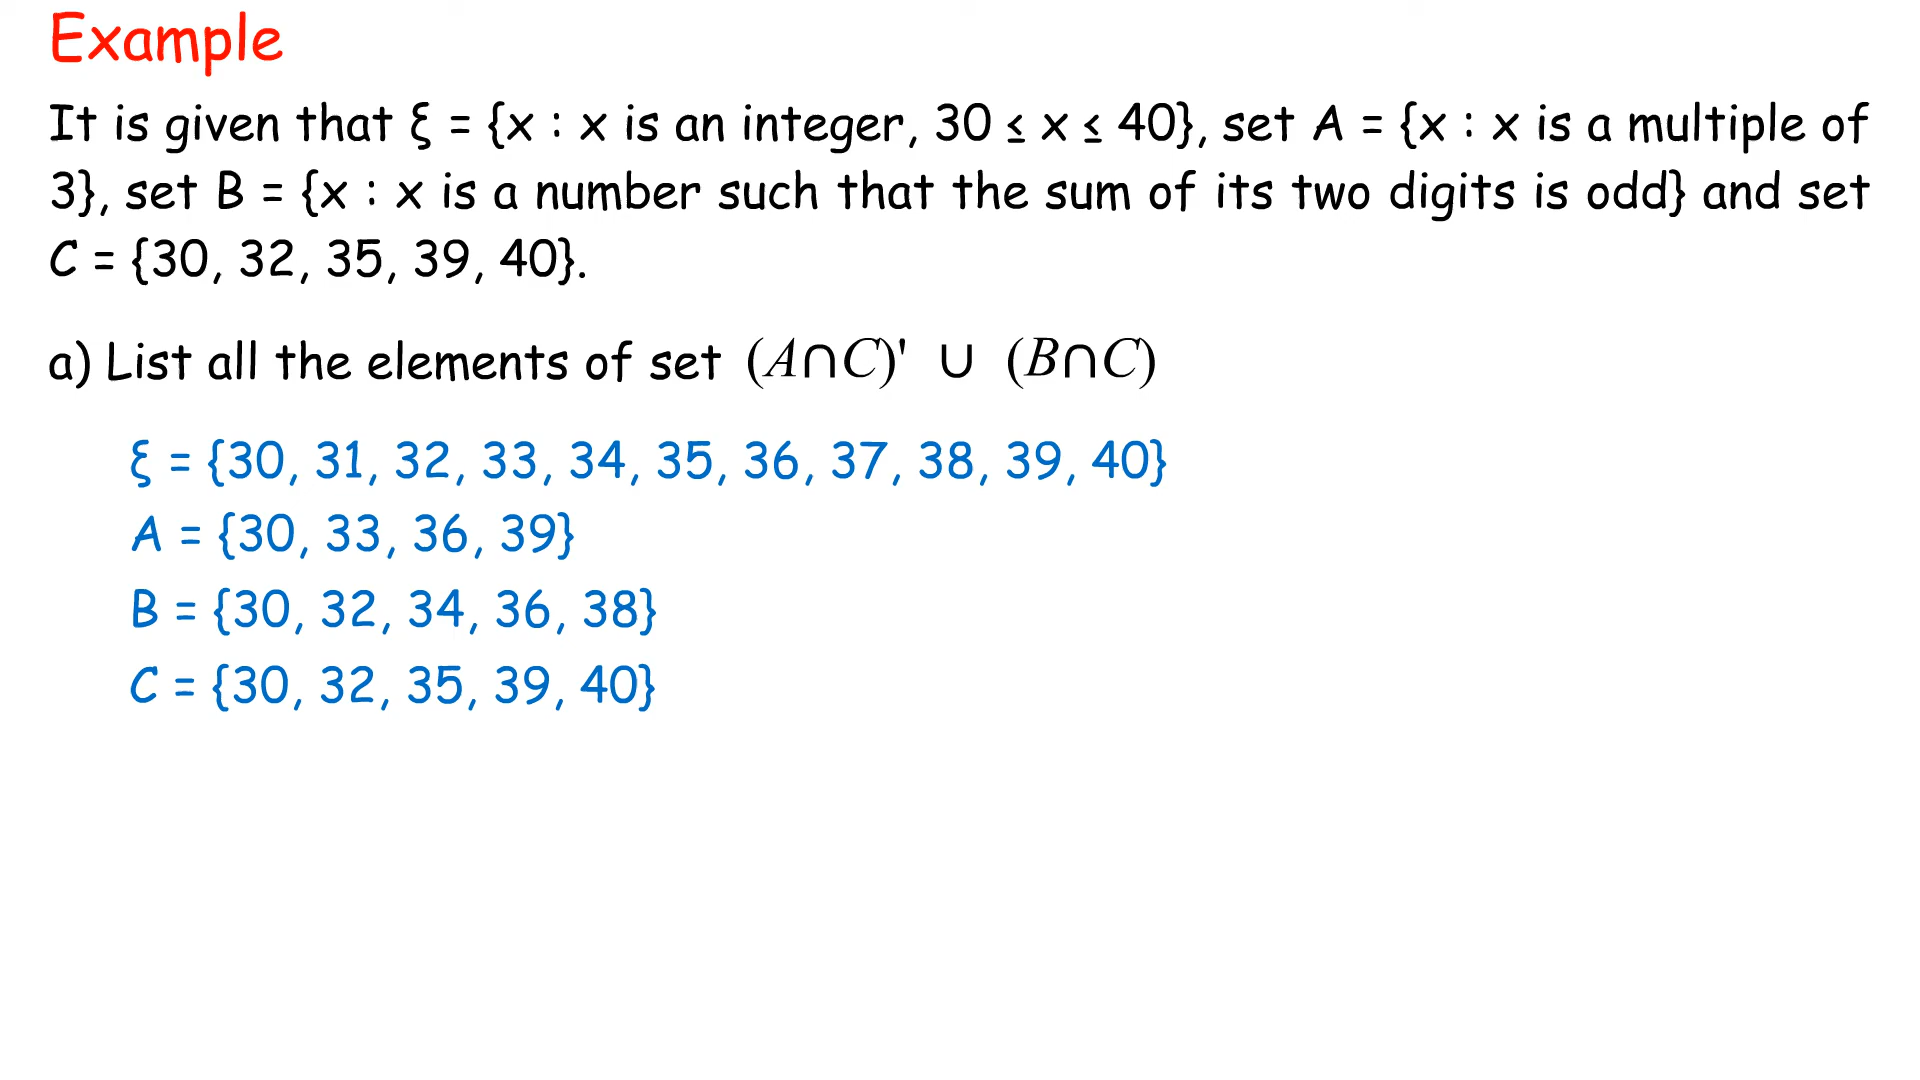 Example
It is given that ξ = {x : x is an integer, 30 ≤ x ≤ 40}, set A = {x : x is a multiple of
3}, set B = {x : x is a number such that the sum of its two digits is odd} and set
C = {30, 32, 35, 39, 40}.
a) List all the elements of set (A∩C)' ∪ (B∩C)
ξ = {30, 31, 32, 33, 34, 35, 36, 37, 38, 39, 40}
A = {30, 33, 36, 39}
B = {30, 32, 34, 36, 38}
C = {30, 32, 35, 39, 40}